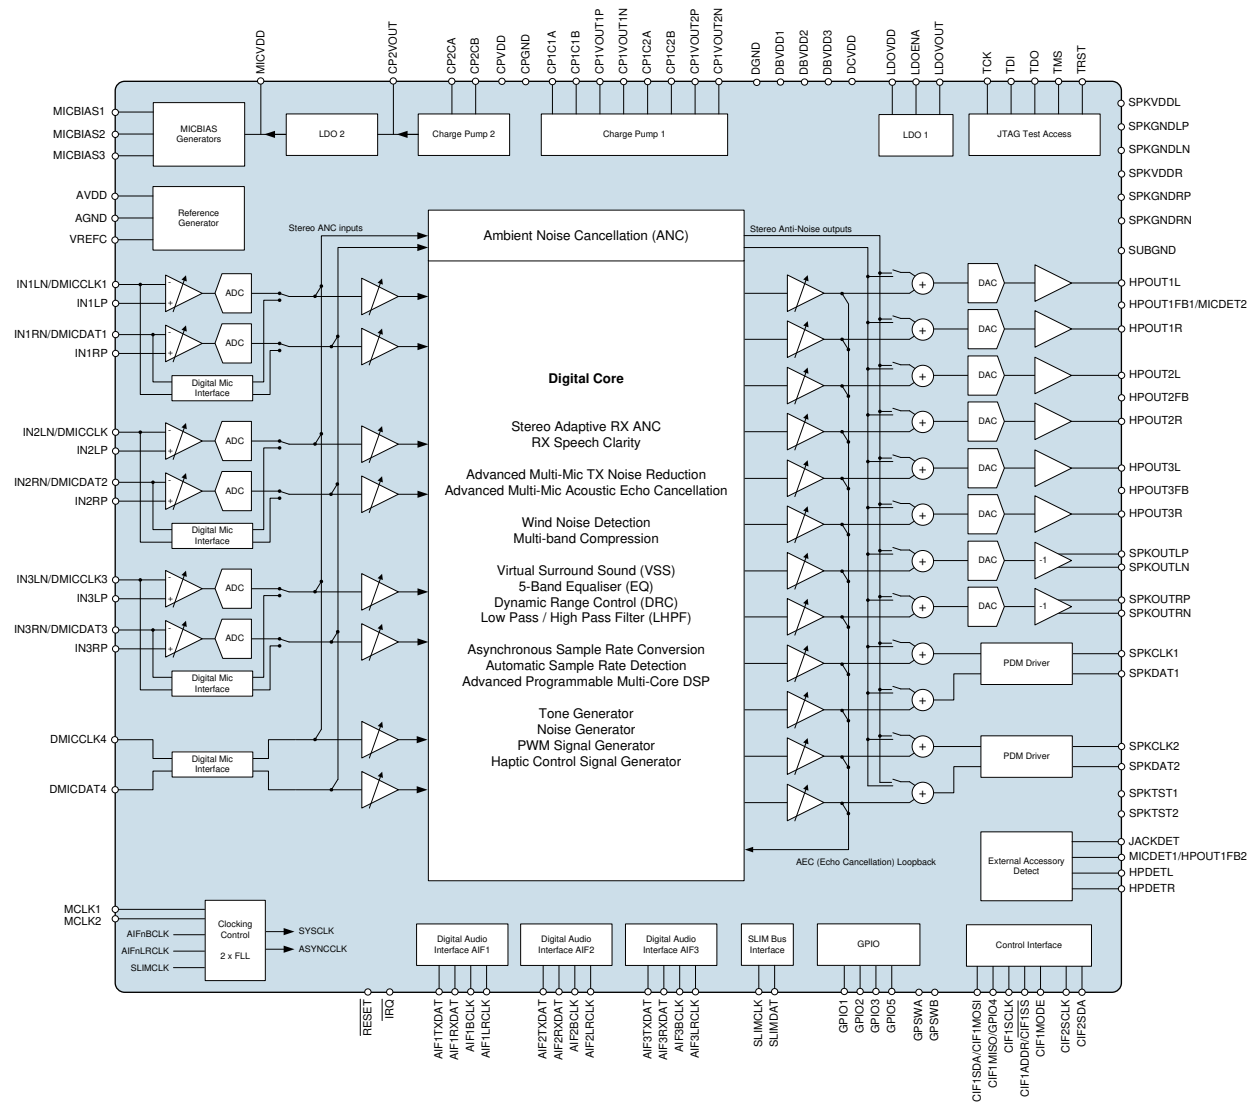 MICVDD
CP2VOUT
CP2CA
CP2CB
CPVDD
CPGND
CP1C1A
CP1C1B
CP1VOUT1P
CP1VOUT1N
CP1C2A
CP1C2B
CP1VOUT2P
CP1VOUT2N
DGND
DBVDD1
DBVDD2
DBVDD3
DCVDD
LDOVDD
LDOENA
LDOVOUT
TCK
TDI
TDO
TMS
TRST
MICBIAS1
MICBIAS2
MICBIAS3
MICBIAS
Generators
LDO 2
Charge Pump 2
Charge Pump 1
LDO 1
JTAG Test Access
SPKVDDL
SPKGNDLP
SPKGNDLN
SPKVDDR
SPKGNDRP
SPKGNDRN
SUBGND
AVDD
AGND
VREFC
Reference
Generator
Stereo ANC inputs
Ambient Noise Cancellation (ANC)
Stereo Anti-Noise outputs
IN1LN/DMICCLK1
IN1LP
IN1RN/DMICDAT1
IN1RP
-
+
ADC
-
+
ADC
Digital Mic
Interface
IN2LN/DMICCLK
IN2LP
IN2RN/DMICDAT2
IN2RP
-
+
ADC
-
+
ADC
Digital Mic
Interface
IN3LN/DMICCLK3
IN3LP
IN3RN/DMICDAT3
IN3RP
-
+
ADC
-
+
ADC
Digital Mic
Interface
DMICCLK4
DMICDAT4
Digital Mic
Interface
Digital Core
Stereo Adaptive RX ANC
RX Speech Clarity
Advanced Multi-Mic TX Noise Reduction
Advanced Multi-Mic Acoustic Echo Cancellation
Wind Noise Detection
Multi-band Compression
Virtual Surround Sound (VSS)
5-Band Equaliser (EQ)
Dynamic Range Control (DRC)
Low Pass / High Pass Filter (LHPF)
Asynchronous Sample Rate Conversion
Automatic Sample Rate Detection
Advanced Programmable Multi-Core DSP
Tone Generator
Noise Generator
PWM Signal Generator
Haptic Control Signal Generator
+
DAC
HPOUT1L
HPOUT1FB1/MICDET2
+
DAC
HPOUT1R
+
DAC
HPOUT2L
HPOUT2FB
+
DAC
HPOUT2R
+
DAC
HPOUT3L
HPOUT3FB
+
DAC
HPOUT3R
+
DAC
-1
SPKOUTLP
SPKOUTLN
+
DAC
-1
SPKOUTRP
SPKOUTRN
+
PDM Driver
SPKCLK1
SPKDAT1
+
+
PDM Driver
SPKCLK2
SPKDAT2
+
SPKTST1
SPKTST2
AEC (Echo Cancellation) Loopback
External Accessory
Detect
JACKDET
MICDET1/HPOUT1FB2
HPDETL
HPDETR
MCLK1
MCLK2
AIFnBCLK
AIFnLRCLK
SLIMCLK
Clocking
Control
2 x FLL
SYSCLK
ASYNCCLK
Digital Audio
Interface AIF1
Digital Audio
Interface AIF2
Digital Audio
Interface AIF3
SLIM Bus
Interface
GPIO
Control Interface
RESET
IRQ
AIF1TXDAT
AIF1RXDAT
AIF1BCLK
AIF1LRCLK
AIF2TXDAT
AIF2RXDAT
AIF2BCLK
AIF2LRCLK
AIF3TXDAT
AIF3RXDAT
AIF3BCLK
AIF3LRCLK
SLIMCLK
SLIMDAT
GPIO1
GPIO2
GPIO3
GPIO5
GPSWA
GPSWB
CIF1SDA/CIF1MOSI
CIF1MISO/GPIO4
CIF1SCLK
CIF1ADDR/CIF1SS
CIF1MODE
CIF2SCLK
CIF2SDA